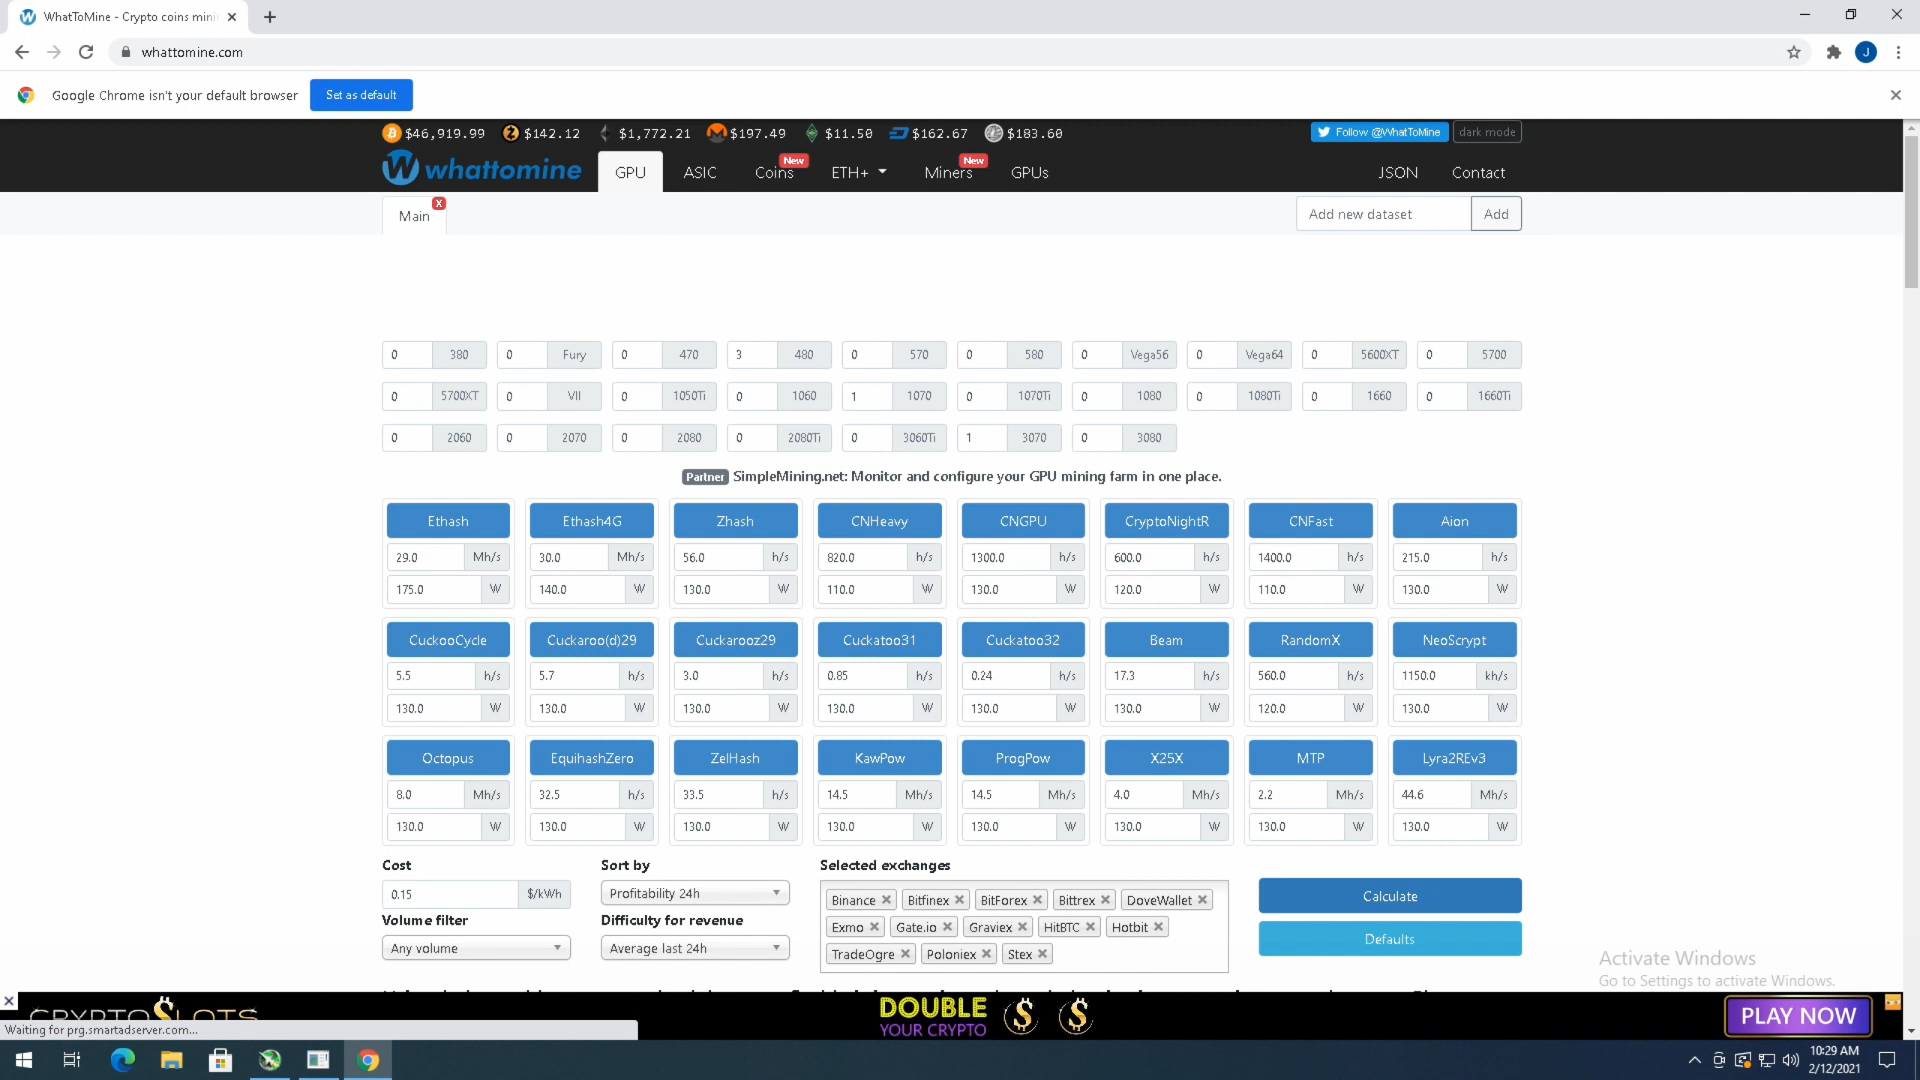 WhatToMine - Crypto coins mini
whattomine.com
J
Google Chrome isn't your default browser
Set as default
$46,919.99 $142.12 $1,772.21 $197.49 $11.50 $162.67 $183.60
Follow @WhatToMine dark mode
whattomine GPU ASIC Coins New ETH+ Miners New GPUs JSON Contact
Main X Add new dataset Add
0 380 0 Fury 0 470 3 480 0 570 0 580 0 Vega56 0 Vega64 0 5600XT 0 5700
0 5700XT 0 VII 0 1050Ti 0 1060 1 1070 0 1070Ti 0 1080 0 1080Ti 0 1660 0 1660Ti
0 2060 0 2070 0 2080 0 2080Ti 0 3060Ti 1 3070 0 3080
Partner SimpleMining.net: Monitor and configure your GPU mining farm in one place.
Ethash Ethash4G Zhash CNHeavy CNGPU CryptoNightR CNFast Aion
29.0 Mh/s 30.0 Mh/s 56.0 h/s 820.0 h/s 1300.0 h/s 600.0 h/s 1400.0 h/s 215.0 h/s
175.0 W 140.0 W 130.0 W 110.0 W 130.0 W 120.0 W 110.0 W 130.0 W
CuckooCycle Cuckaroo(d)29 Cuckarooz29 Cuckatoo31 Cuckatoo32 Beam RandomX NeoScrypt
5.5 h/s 5.7 h/s 3.0 h/s 0.85 h/s 0.24 h/s 17.3 h/s 560.0 h/s 1150.0 kh/s
130.0 W 130.0 W 130.0 W 130.0 W 130.0 W 130.0 W 120.0 W 130.0 W
Octopus EquihashZero ZelHash KawPow ProgPow X25X MTP Lyra2REv3
8.0 Mh/s 32.5 h/s 33.5 h/s 14.5 Mh/s 14.5 Mh/s 4.0 Mh/s 2.2 Mh/s 44.6 Mh/s
130.0 W 130.0 W 130.0 W 130.0 W 130.0 W 130.0 W 130.0 W 130.0 W
Cost Sort by Selected exchanges
0.15 $/kWh Profitability 24h Binance Bitfinex BitForex Bittrex DoveWallet Calculate
Volume filter Difficulty for revenue Exmo Gate.io Graviex HitBTC Hotbit
Any volume Average last 24h TradeOgre Poloniex Stex Defaults
Activate Windows
Go to Settings to activate Windows.
CRYPTO SLOTS DOUBLE
YOUR CRYPTO PLAY NOW
Waiting for prg.smartadserver.com...
10:29 AM
2/12/2021